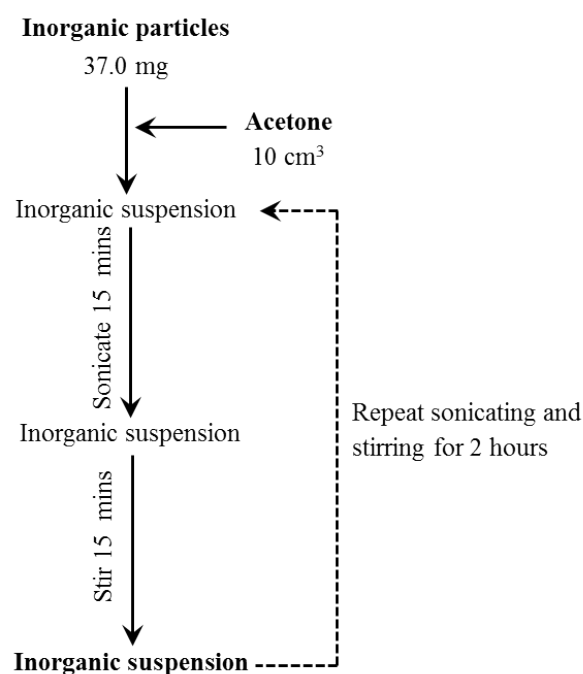 Inorganic particles
37.0 mg
Acetone
10 cm³
Inorganic suspension
Sonicate 15 mins
Inorganic suspension
Repeat sonicating and
stirring for 2 hours
Stir 15 mins
Inorganic suspension